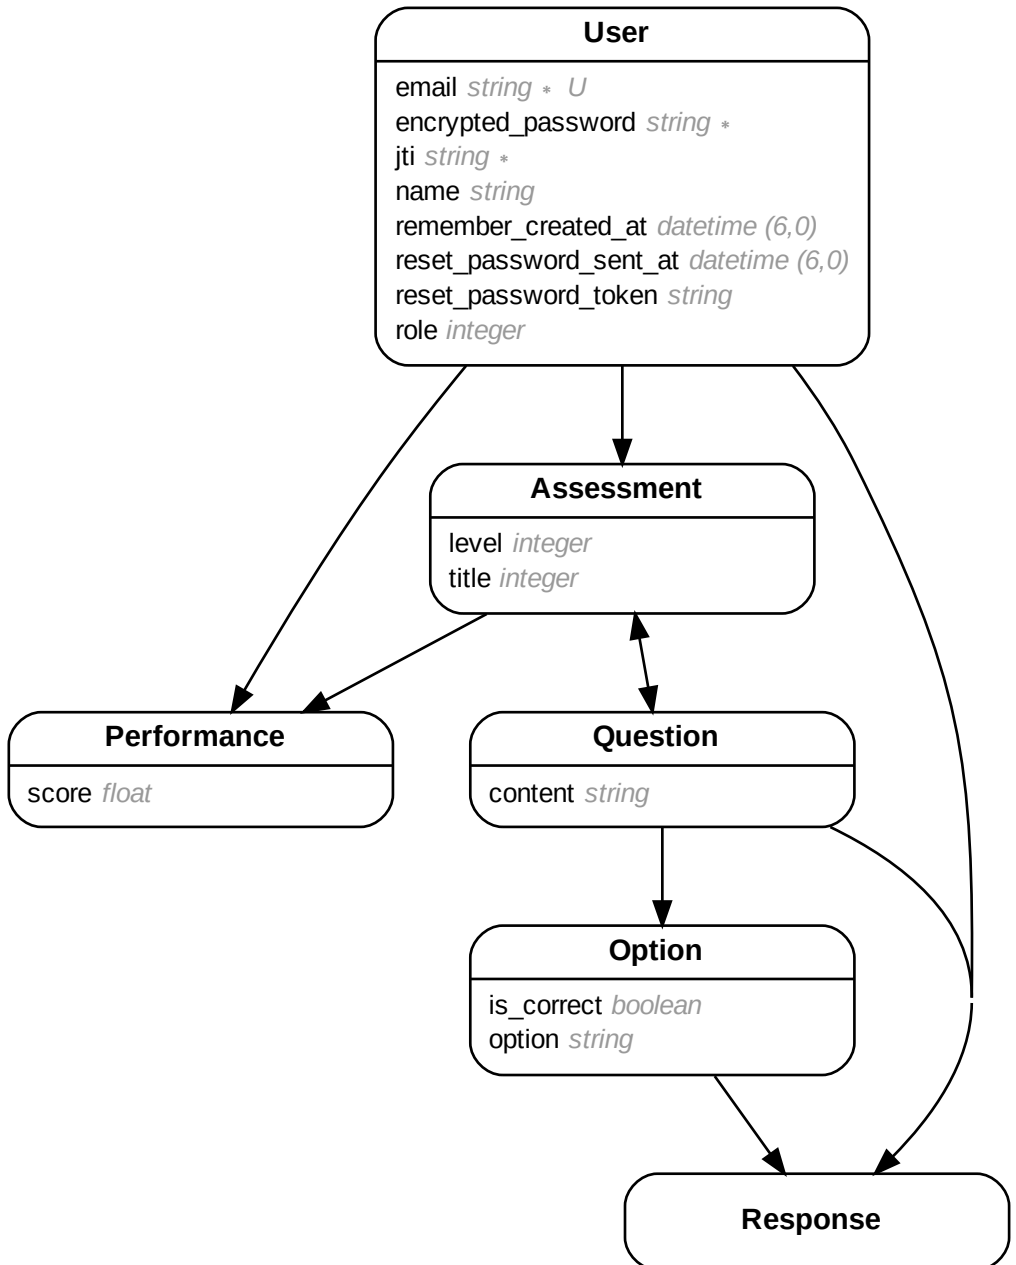 User
email string * U
encrypted_password string *
jti string *
name string
remember_created_at datetime (6,0)
reset_password_sent_at datetime (6,0)
reset_password_token string
role integer
Assessment
level integer
title integer
Performance
score float
Question
content string
Option
is_correct boolean
option string
Response